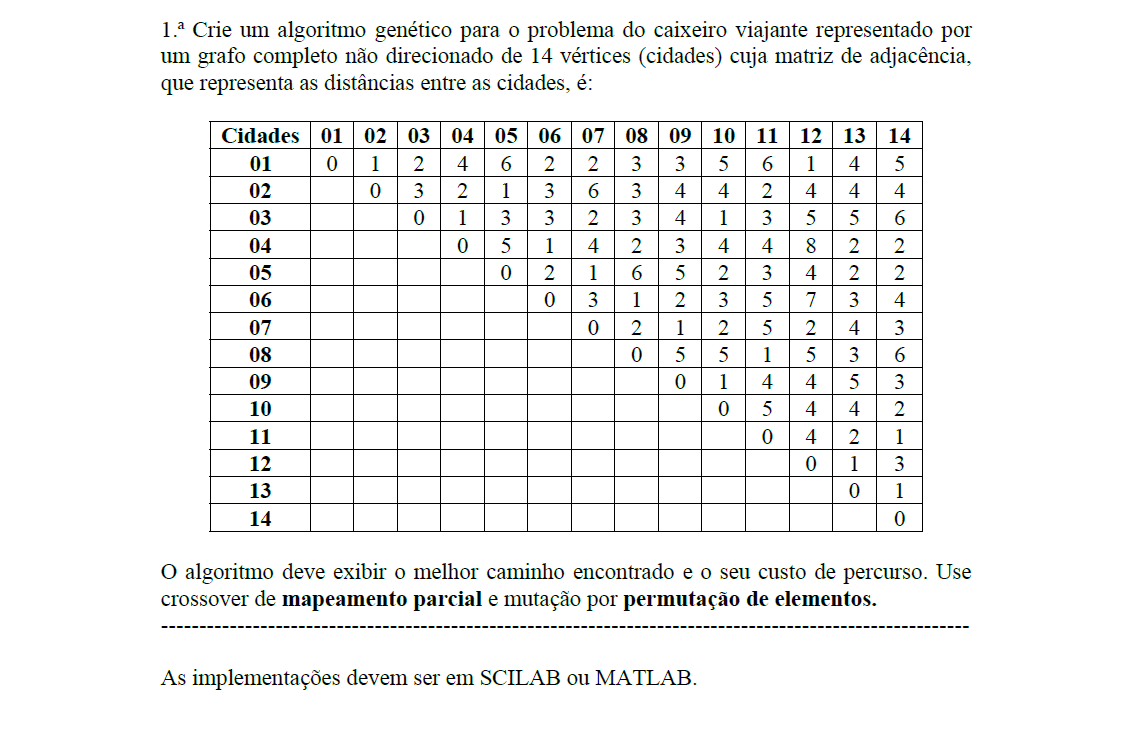 1.ª Crie um algoritmo genético para o problema do caixeiro viajante representado por
um grafo completo não direcionado de 14 vértices (cidades) cuja matriz de adjacência,
que representa as distâncias entre as cidades, é:
Cidades 01 02 03 04 05 06 07 08 09 10 11 12 13 14
01 0 1 2 4 6 2 2 3 3 5 6 1 4 5
02 0 3 2 1 3 6 3 4 4 2 4 4 4
03 0 1 3 3 2 3 4 1 3 5 5 6
04 0 5 1 4 2 3 4 4 8 2 2
05 0 2 1 6 5 2 3 4 2 2
06 0 3 1 2 3 5 7 3 4
07 0 2 1 2 5 2 4 3
08 0 5 5 1 5 3 6
09 0 1 4 4 5 3
10 0 5 4 4 2
11 0 4 2 1
12 0 1 3
13 0 1
14 0
O algoritmo deve exibir o melhor caminho encontrado e o seu custo de percurso. Use
crossover de mapeamento parcial e mutação por permutação de elementos.
As implementações devem ser em SCILAB ou MATLAB.